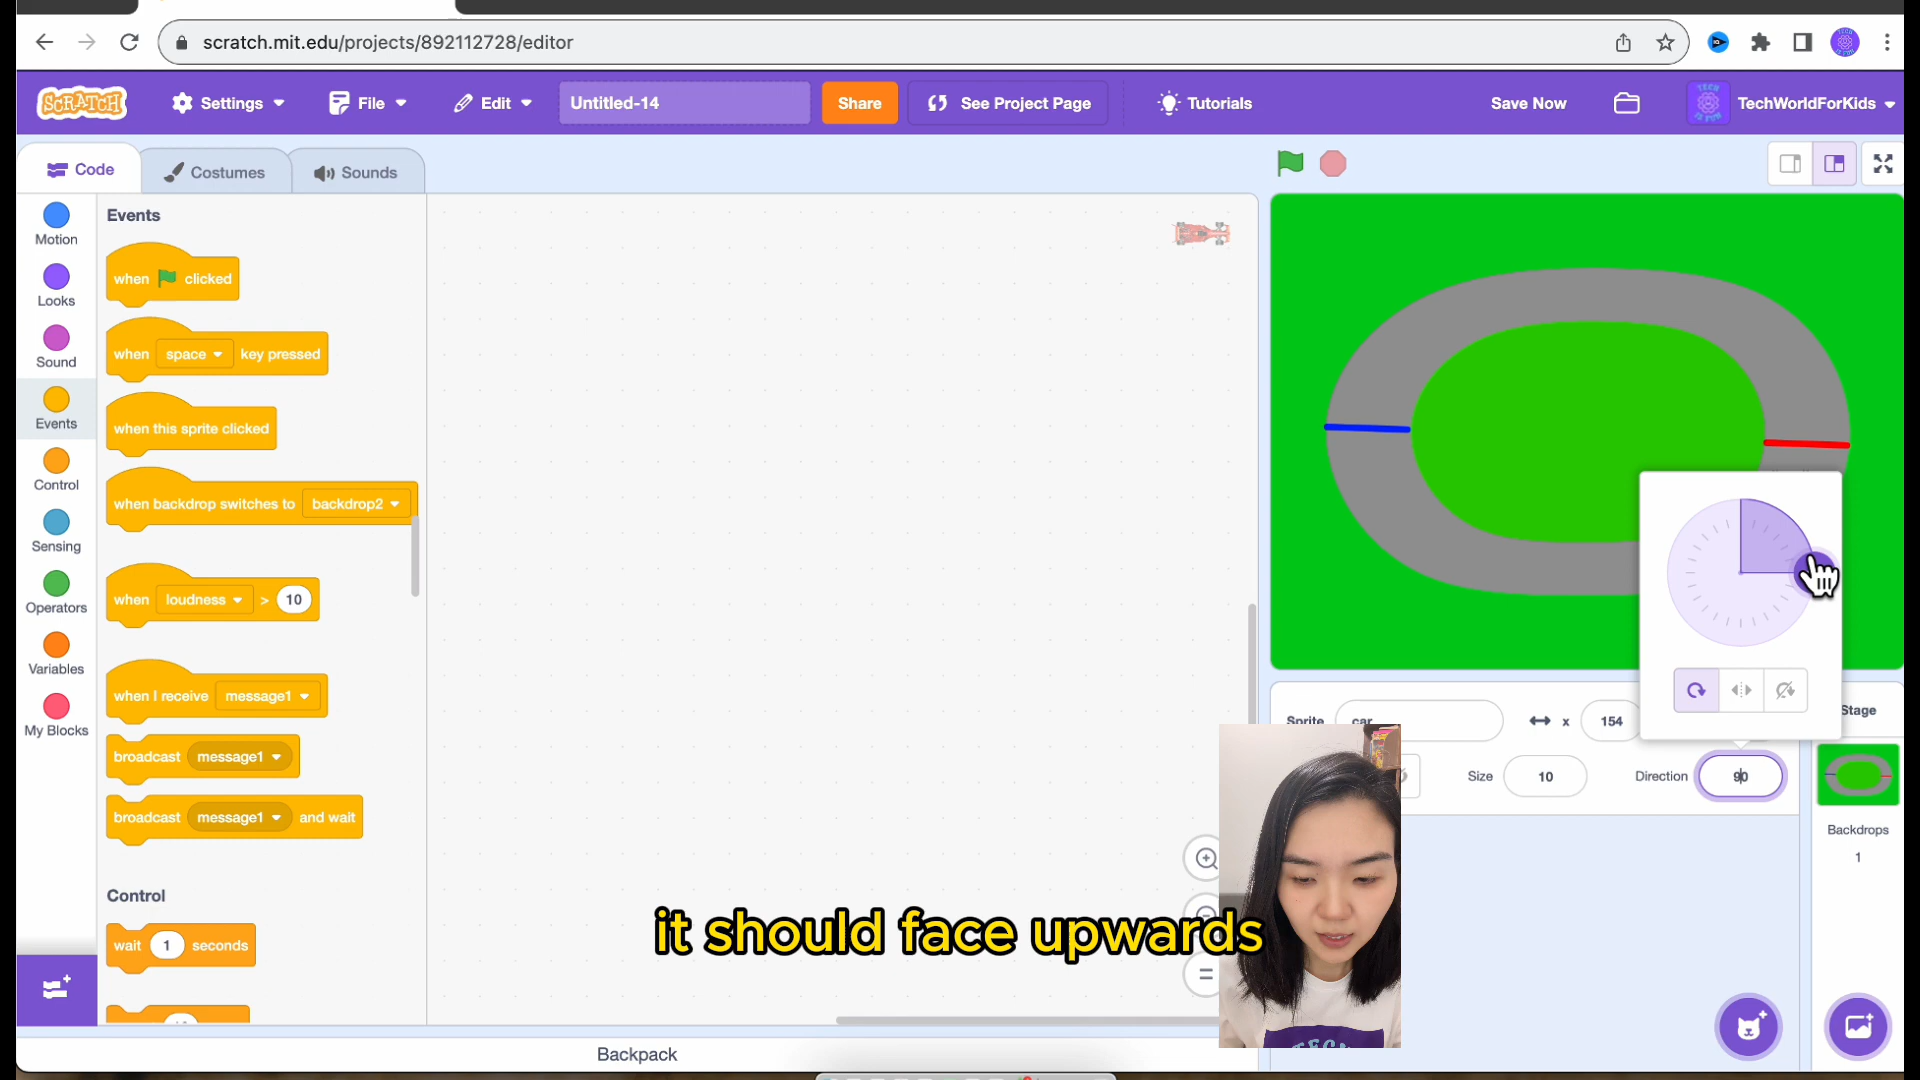 scratch.mit.edu/projects/892112728/editor
SCRATCH
Settings
File
Edit
Untitled-14
Share
See Project Page
Tutorials
Save Now
TechWorldForKids
Code
Costumes
Sounds
Motion
Looks
Sound
Events
Control
Sensing
Operators
Variables
My Blocks
Events
when clicked
when space key pressed
when this sprite clicked
when backdrop switches to backdrop2
when loudness > 10
when I receive message1
broadcast message1
broadcast message1 and wait
Control
wait 1 seconds
Sprite car
x 154
Size 10
Direction 90
Stage
Backdrops
1
it should face upwards
TECH
Backpack